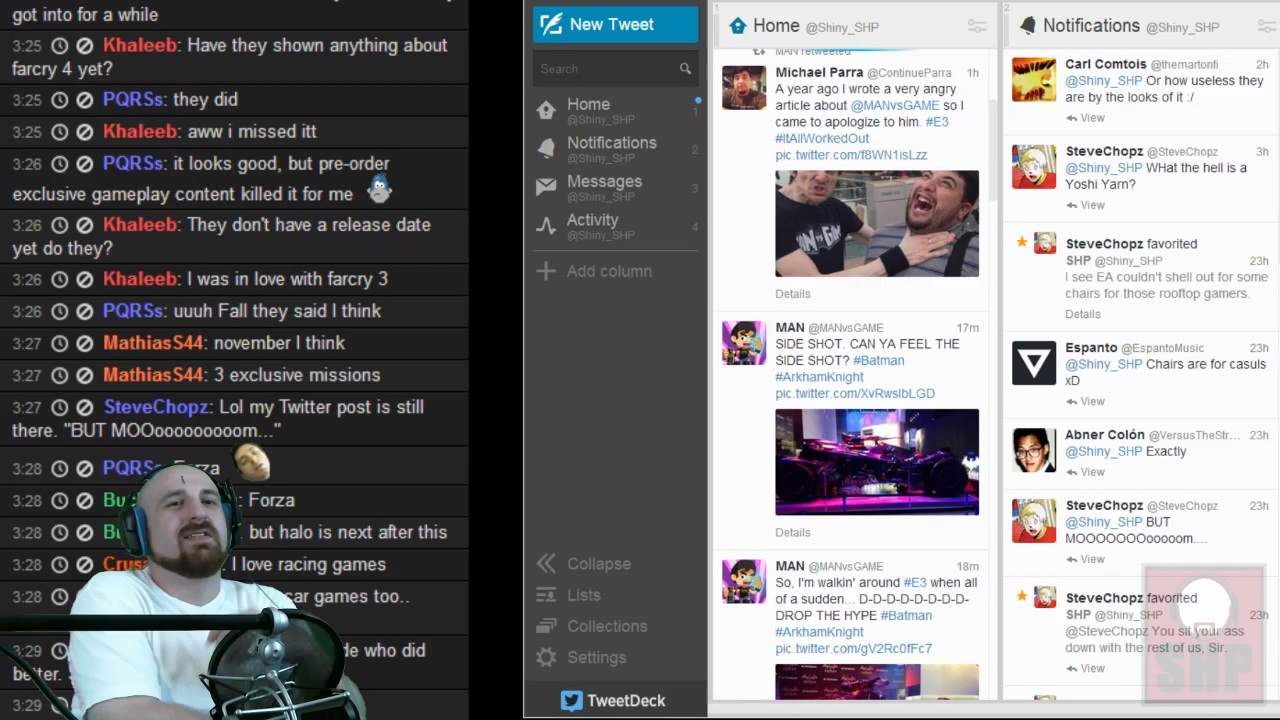 got into for a while
3:25 Khaleeb: Have they shown anything about
farcry 4 yet?
3:25 PQRSs: they did
3:25 Khaleeb: aww i missed itt
3:26 PQRSs: it looks good, but pre-order
exclusive gameplay content killed it for me
3:26 Khaleeb: They don't have a release date
yet do they?
3:26 Khaleeb: I was in love with farcry 3
3:26 PQRSs: uuuh Fall they said I think
3:27 MathiasS44: november I think
3:27 MathiasS44: 3 exclusive missions
3:27 SteveChopz: Lol my Twitter post is still
there. "BUT MOOooooooooom..."
3:28 PQRSs: Forza
3:28 : Forza
3:28 : but halo is next after this
3:28 I love racing games
car games too..
3:29 who did
better.
3:29
New Tweet
Search
Home
@Shiny_SHP
1
Notifications
@Shiny_SHP
2
Messages
@Shiny_SHP
3
Activity
@Shiny_SHP
4
Add column
Collapse
Lists
Collections
Settings
TweetDeck
1
Home @Shiny_SHP
MAN retweeted
Michael Parra @ContinueParra 1h
A year ago I wrote a very angry
article about @MANvsGAME so I
came to apologize to him. #E3
#ItAllWorkedOut
pic.twitter.com/f8WN1isLzz
Details
MAN @MANvsGAME 17m
SIDE SHOT. CAN YA FEEL THE
SIDE SHOT? #Batman
#ArkhamKnight
pic.twitter.com/XvRwslbLGD
Details
MAN @MANvsGAME 18m
So, I'm walkin' around #E3 when all
of a sudden... D-D-D-D-D-D-D-D-
DROP THE HYPE #Batman
#ArkhamKnight
pic.twitter.com/gV2Rc0fFc7
2
Notifications @Shiny_SHP
Carl Comtois @themartonfi 2h
@Shiny_SHP Or how useless they
are by the looks of it :/
View
SteveChopz @SteveChopz 3h
@Shiny_SHP WHat the hell is a
Yoshi Yarn?
View
SteveChopz favorited
SHP @Shiny_SHP 23h
I see EA couldn't shell out for some
chairs for those rooftop gamers.
Details
Espanto @EspantoMusic 23h
@Shiny_SHP Chairs are for casuls
xD
View
Abner Colón @VersusTheStr... 23h
@Shiny_SHP Exactly
View
SteveChopz @SteveChopz 23h
@Shiny_SHP BUT
MOOOOOOOooooom....
View
SteveChopz favorited
SHP @Shiny_SHP 23h
@SteveChopz You sit your ass
down with the rest of us, Sir.
View